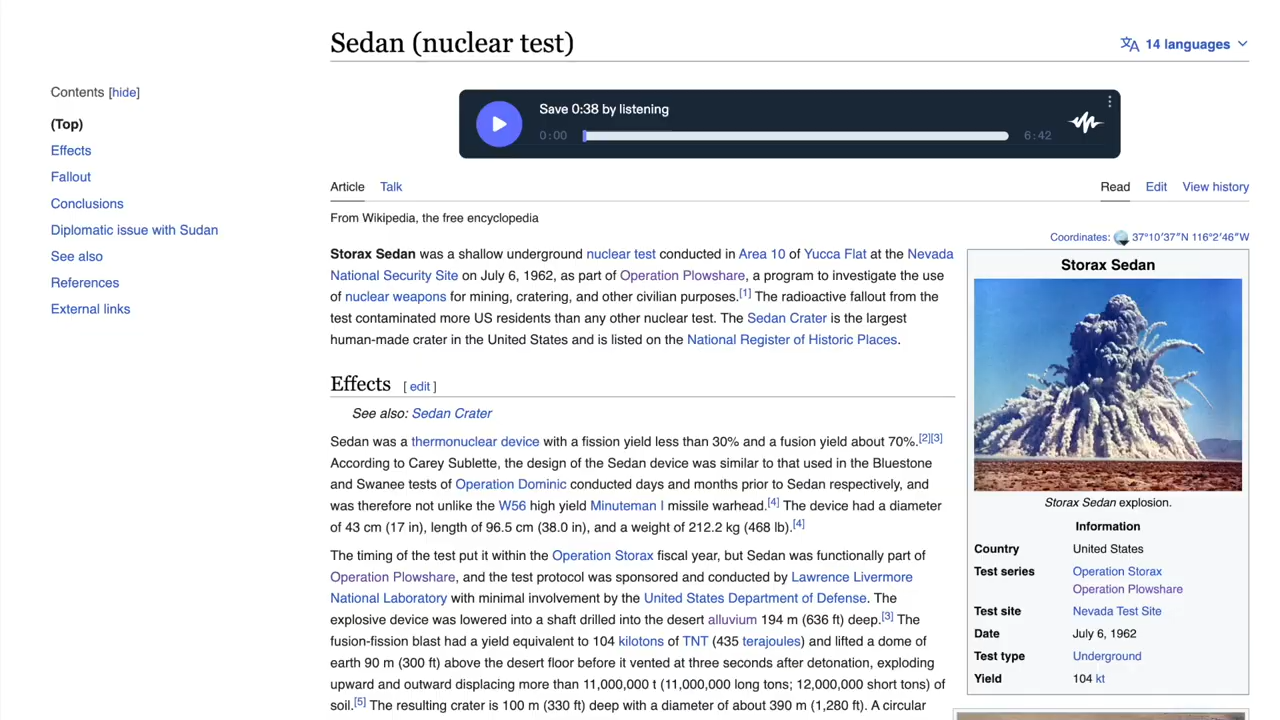 Sedan (nuclear test)
14 languages
Contents [hide]
(Top)
Effects
Fallout
Conclusions
Diplomatic issue with Sudan
See also
References
External links
Save 0:38 by listening
0:00
6:42
Article Talk
Read Edit View history
From Wikipedia, the free encyclopedia
Coordinates: 37°10′37″N 116°2′46″W
Storax Sedan was a shallow underground nuclear test conducted in Area 10 of Yucca Flat at the Nevada
National Security Site on July 6, 1962, as part of Operation Plowshare, a program to investigate the use
of nuclear weapons for mining, cratering, and other civilian purposes.[1] The radioactive fallout from the
test contaminated more US residents than any other nuclear test. The Sedan Crater is the largest
human-made crater in the United States and is listed on the National Register of Historic Places.
Effects [ edit ]
See also: Sedan Crater
Sedan was a thermonuclear device with a fission yield less than 30% and a fusion yield about 70%.[2][3]
According to Carey Sublette, the design of the Sedan device was similar to that used in the Bluestone
and Swanee tests of Operation Dominic conducted days and months prior to Sedan respectively, and
was therefore not unlike the W56 high yield Minuteman I missile warhead.[4] The device had a diameter
of 43 cm (17 in), length of 96.5 cm (38.0 in), and a weight of 212.2 kg (468 lb).[4]
The timing of the test put it within the Operation Storax fiscal year, but Sedan was functionally part of
Operation Plowshare, and the test protocol was sponsored and conducted by Lawrence Livermore
National Laboratory with minimal involvement by the United States Department of Defense. The
explosive device was lowered into a shaft drilled into the desert alluvium 194 m (636 ft) deep.[3] The
fusion-fission blast had a yield equivalent to 104 kilotons of TNT (435 terajoules) and lifted a dome of
earth 90 m (300 ft) above the desert floor before it vented at three seconds after detonation, exploding
upward and outward displacing more than 11,000,000 t (11,000,000 long tons; 12,000,000 short tons) of
soil.[5] The resulting crater is 100 m (330 ft) deep with a diameter of about 390 m (1,280 ft). A circular
Storax Sedan
Storax Sedan explosion.
Information
Country United States
Test series Operation Storax
Operation Plowshare
Test site Nevada Test Site
Date July 6, 1962
Test type Underground
Yield 104 kt